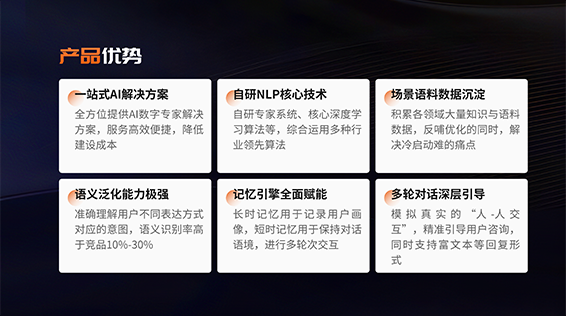 产品优势
一站式AI解决方案
全方位提供AI数字专家解决
方案，服务高效便捷，降低
建设成本
自研NLP核心技术
自研专家系统、核心深度学
习算法等，综合运用多种行
业领先算法
场景语料数据沉淀
积累各领域大量知识与语料
数据，反哺优化的同时，解
决冷启动难的痛点
语义泛化能力极强
准确理解用户不同表达方式
对应的意图，语义识别率高
于竞品10%-30%
记忆引擎全面赋能
长时记忆用于记录用户画
像，短时记忆用于保持对话
语境，进行多轮次交互
多轮对话深层引导
模拟真实的“人-人交
互”，精准引导用户咨询，
同时支持富文本等回复形
式